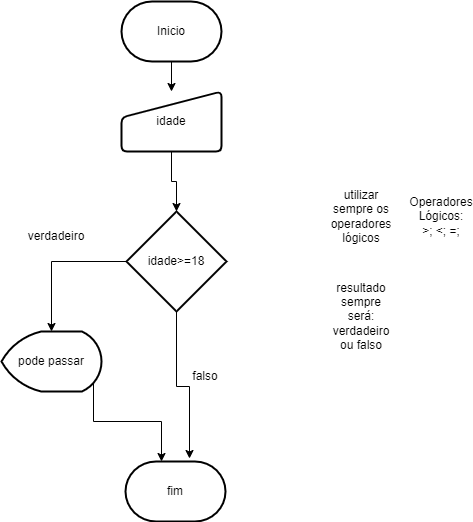 Inicio
idade
verdadeiro
idade>=18
pode passar
falso
fim
utilizar
sempre os
operadores
lógicos
Operadores
Lógicos:
>; <; =;
resultado
sempre
será:
verdadeiro
ou falso